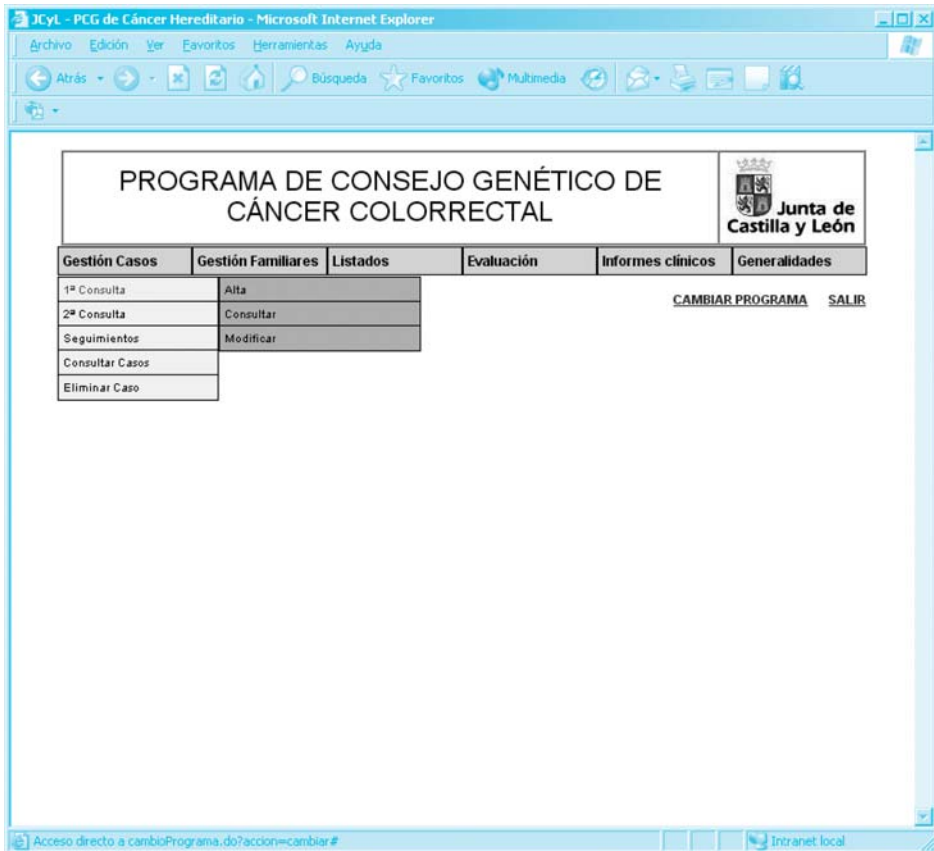 JCyL - PCG de Cáncer Hereditario - Microsoft Internet Explorer
Archivo Edición Ver Favoritos Herramientas Ayuda
Atrás Búsqueda Favoritos Multimedia
PROGRAMA DE CONSEJO GENÉTICO DE
CÁNCER COLORRECTAL
Junta de
Castilla y León
Gestión Casos Gestión Familiares Listados Evaluación Informes clínicos Generalidades
1ª Consulta Alta
CAMBIAR PROGRAMA SALIR
2ª Consulta Consultar
Seguimientos Modificar
Consultar Casos
Eliminar Caso
Acceso directo a cambioPrograma.do?accion=cambiar# Intranet local